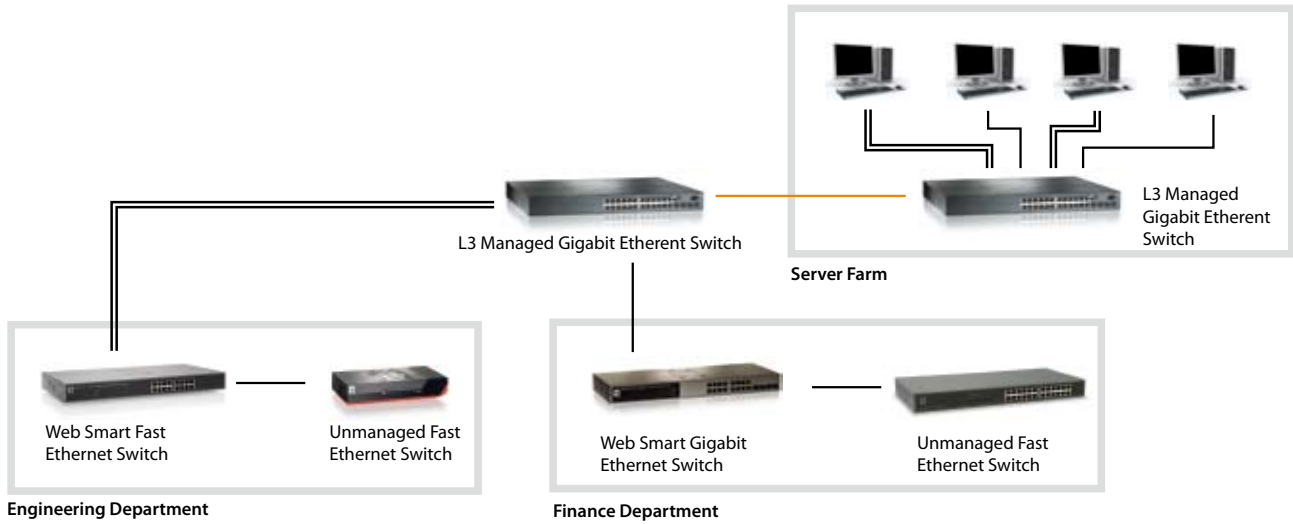 L3 Managed
Gigabit Etherent
Switch
L3 Managed Gigabit Etherent Switch
Server Farm
Web Smart Fast
Ethernet Switch
Unmanaged Fast
Ethernet Switch
Web Smart Gigabit
Ethernet Switch
Unmanaged Fast
Ethernet Switch
Engineering Department
Finance Department